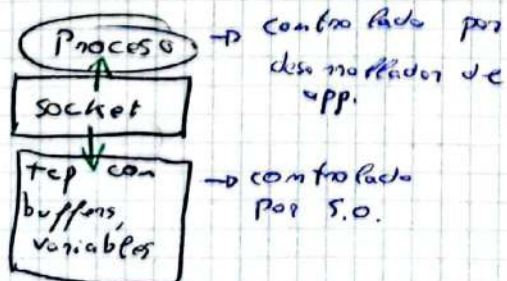 Proceso → controlado por
desarrollador de
app.
socket
tcp con → controlado
buffers, por S.O.
variables